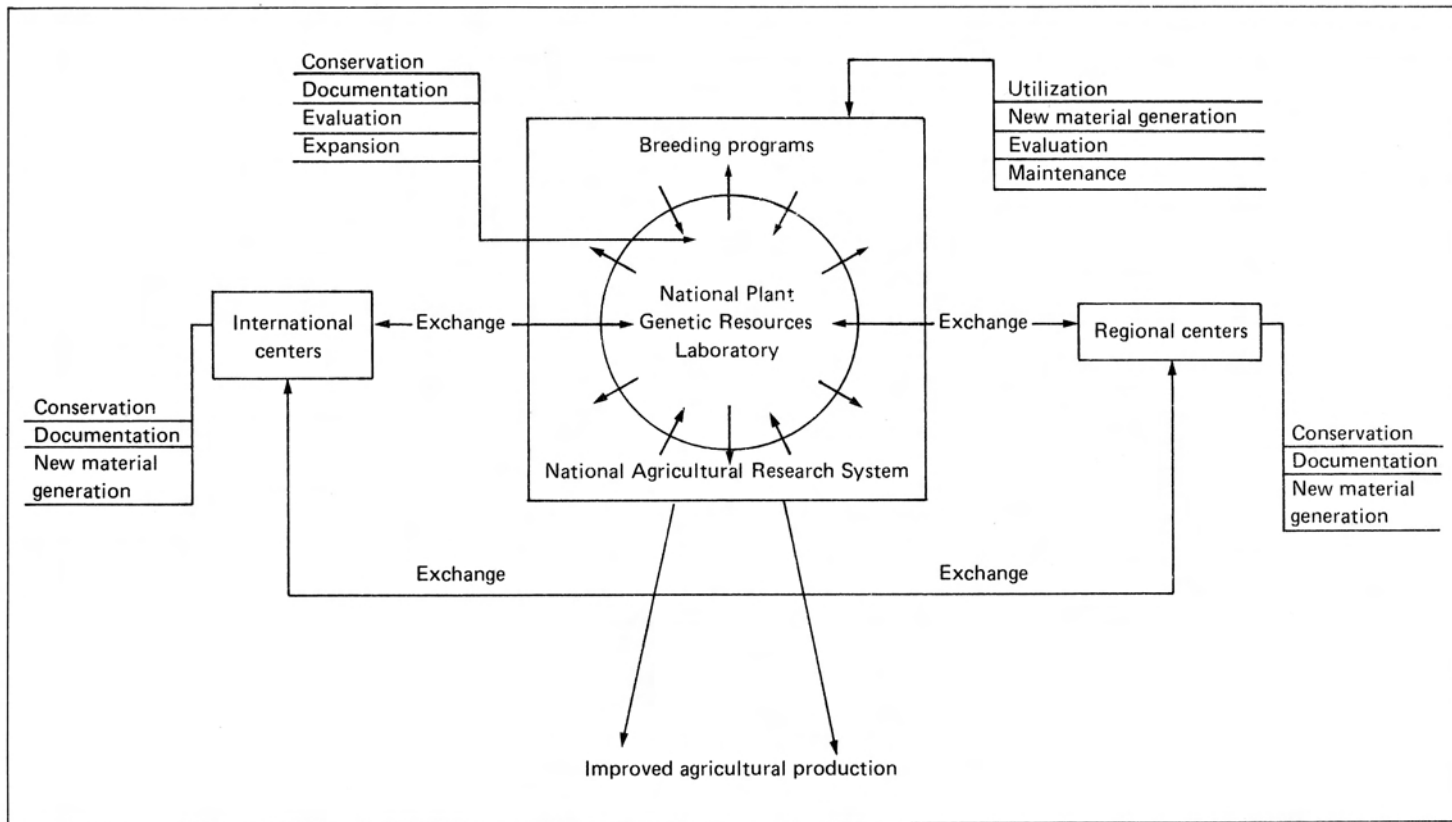 Conservation
Documentation
Evaluation
Expansion
Utilization
New material generation
Evaluation
Maintenance
Breeding programs
National Plant
Genetic Resources
Laboratory
International
centers
Exchange
Exchange
Regional centers
Conservation
Documentation
New material
generation
Conservation
Documentation
New material
generation
National Agricultural Research System
Exchange
Exchange
Improved agricultural production